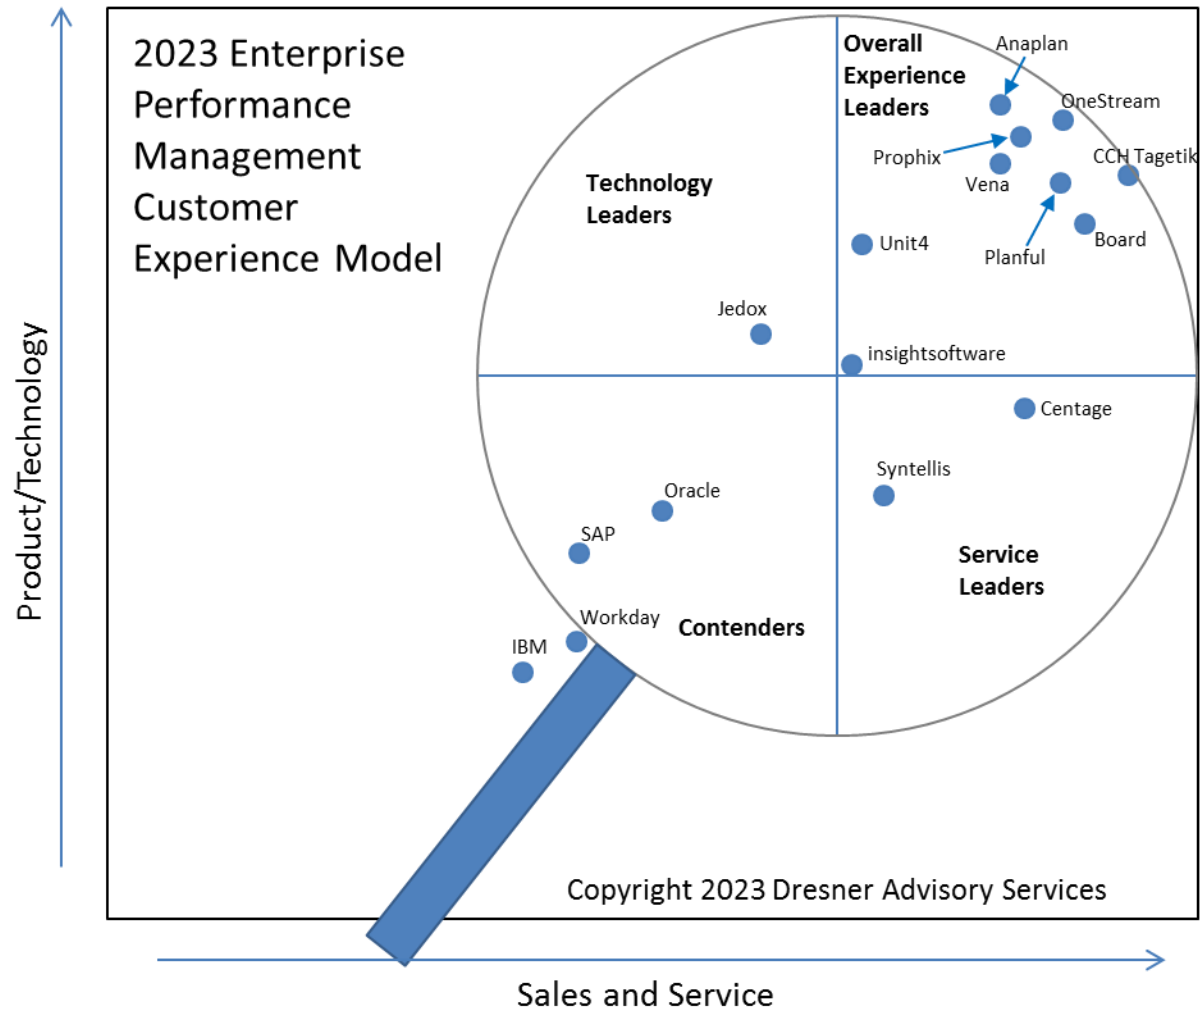 2023 Enterprise
Performance
Management
Customer
Experience Model
Overall
Experience
Leaders
Anaplan
OneStream
Prophix
CCH Tagetik
Vena
Technology
Leaders
Planful
Board
Unit4
Jedox
insightsoftware
Centage
Syntellis
Oracle
SAP
Service
Leaders
Workday
Contenders
IBM
Product/Technology
Copyright 2023 Dresner Advisory Services
Sales and Service